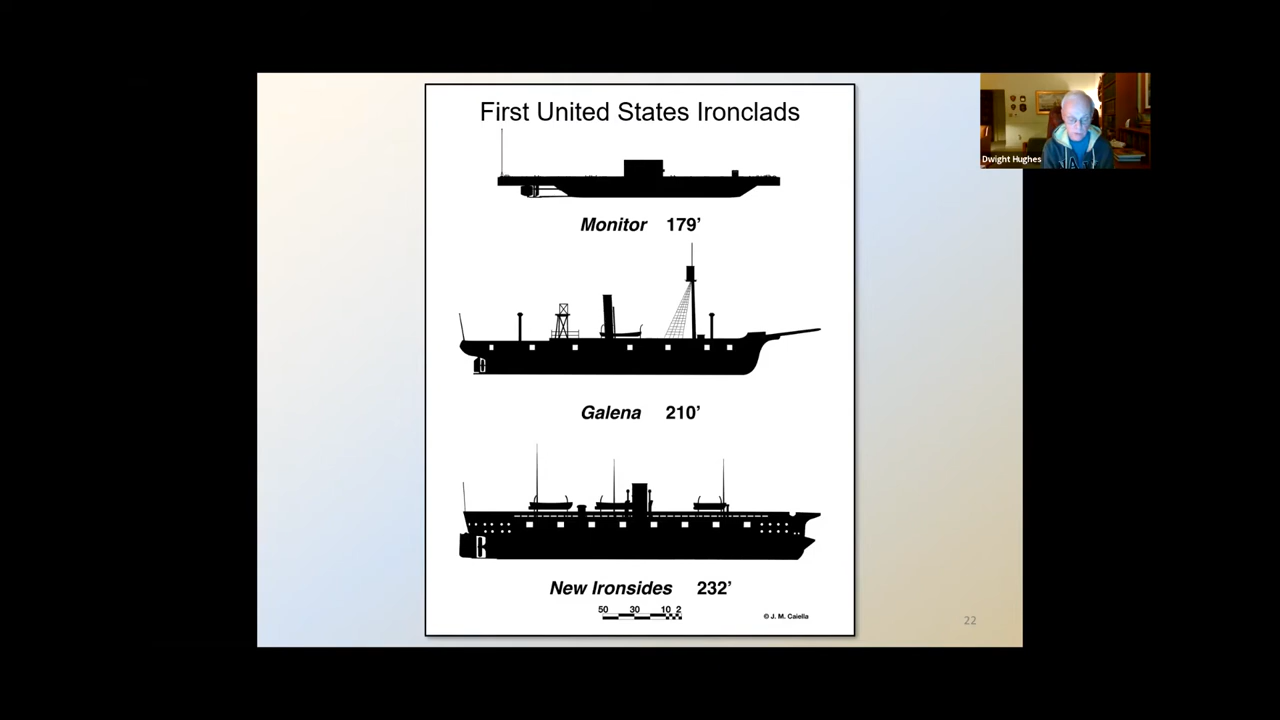 First United States Ironclads
Dwight Hughes
Monitor 179’
Galena 210’
New Ironsides 232’
50 30 10 2
© J. M. Caiella
22